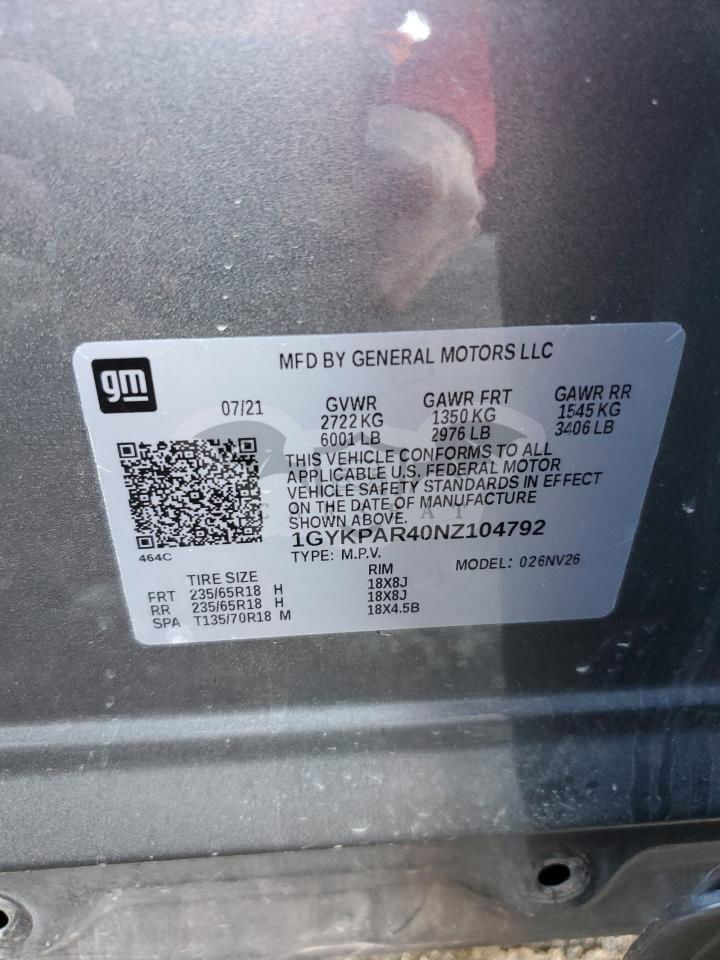 gm
MFD BY GENERAL MOTORS LLC
07/21 GVWR GAWR FRT GAWR RR
2722 KG 1350 KG 1545 KG
6001 LB 2976 LB 3406 LB
THIS VEHICLE CONFORMS TO ALL
APPLICABLE U.S. FEDERAL MOTOR
VEHICLE SAFETY STANDARDS IN EFFECT
ON THE DATE OF MANUFACTURE
SHOWN ABOVE.
1GYKPAR40NZ104792
464C TYPE: M.P.V. MODEL: 026NV26
TIRE SIZE RIM
FRT 235/65R18 H 18X8J
RR 235/65R18 H 18X8J
SPA T135/70R18 M 18X4.5B